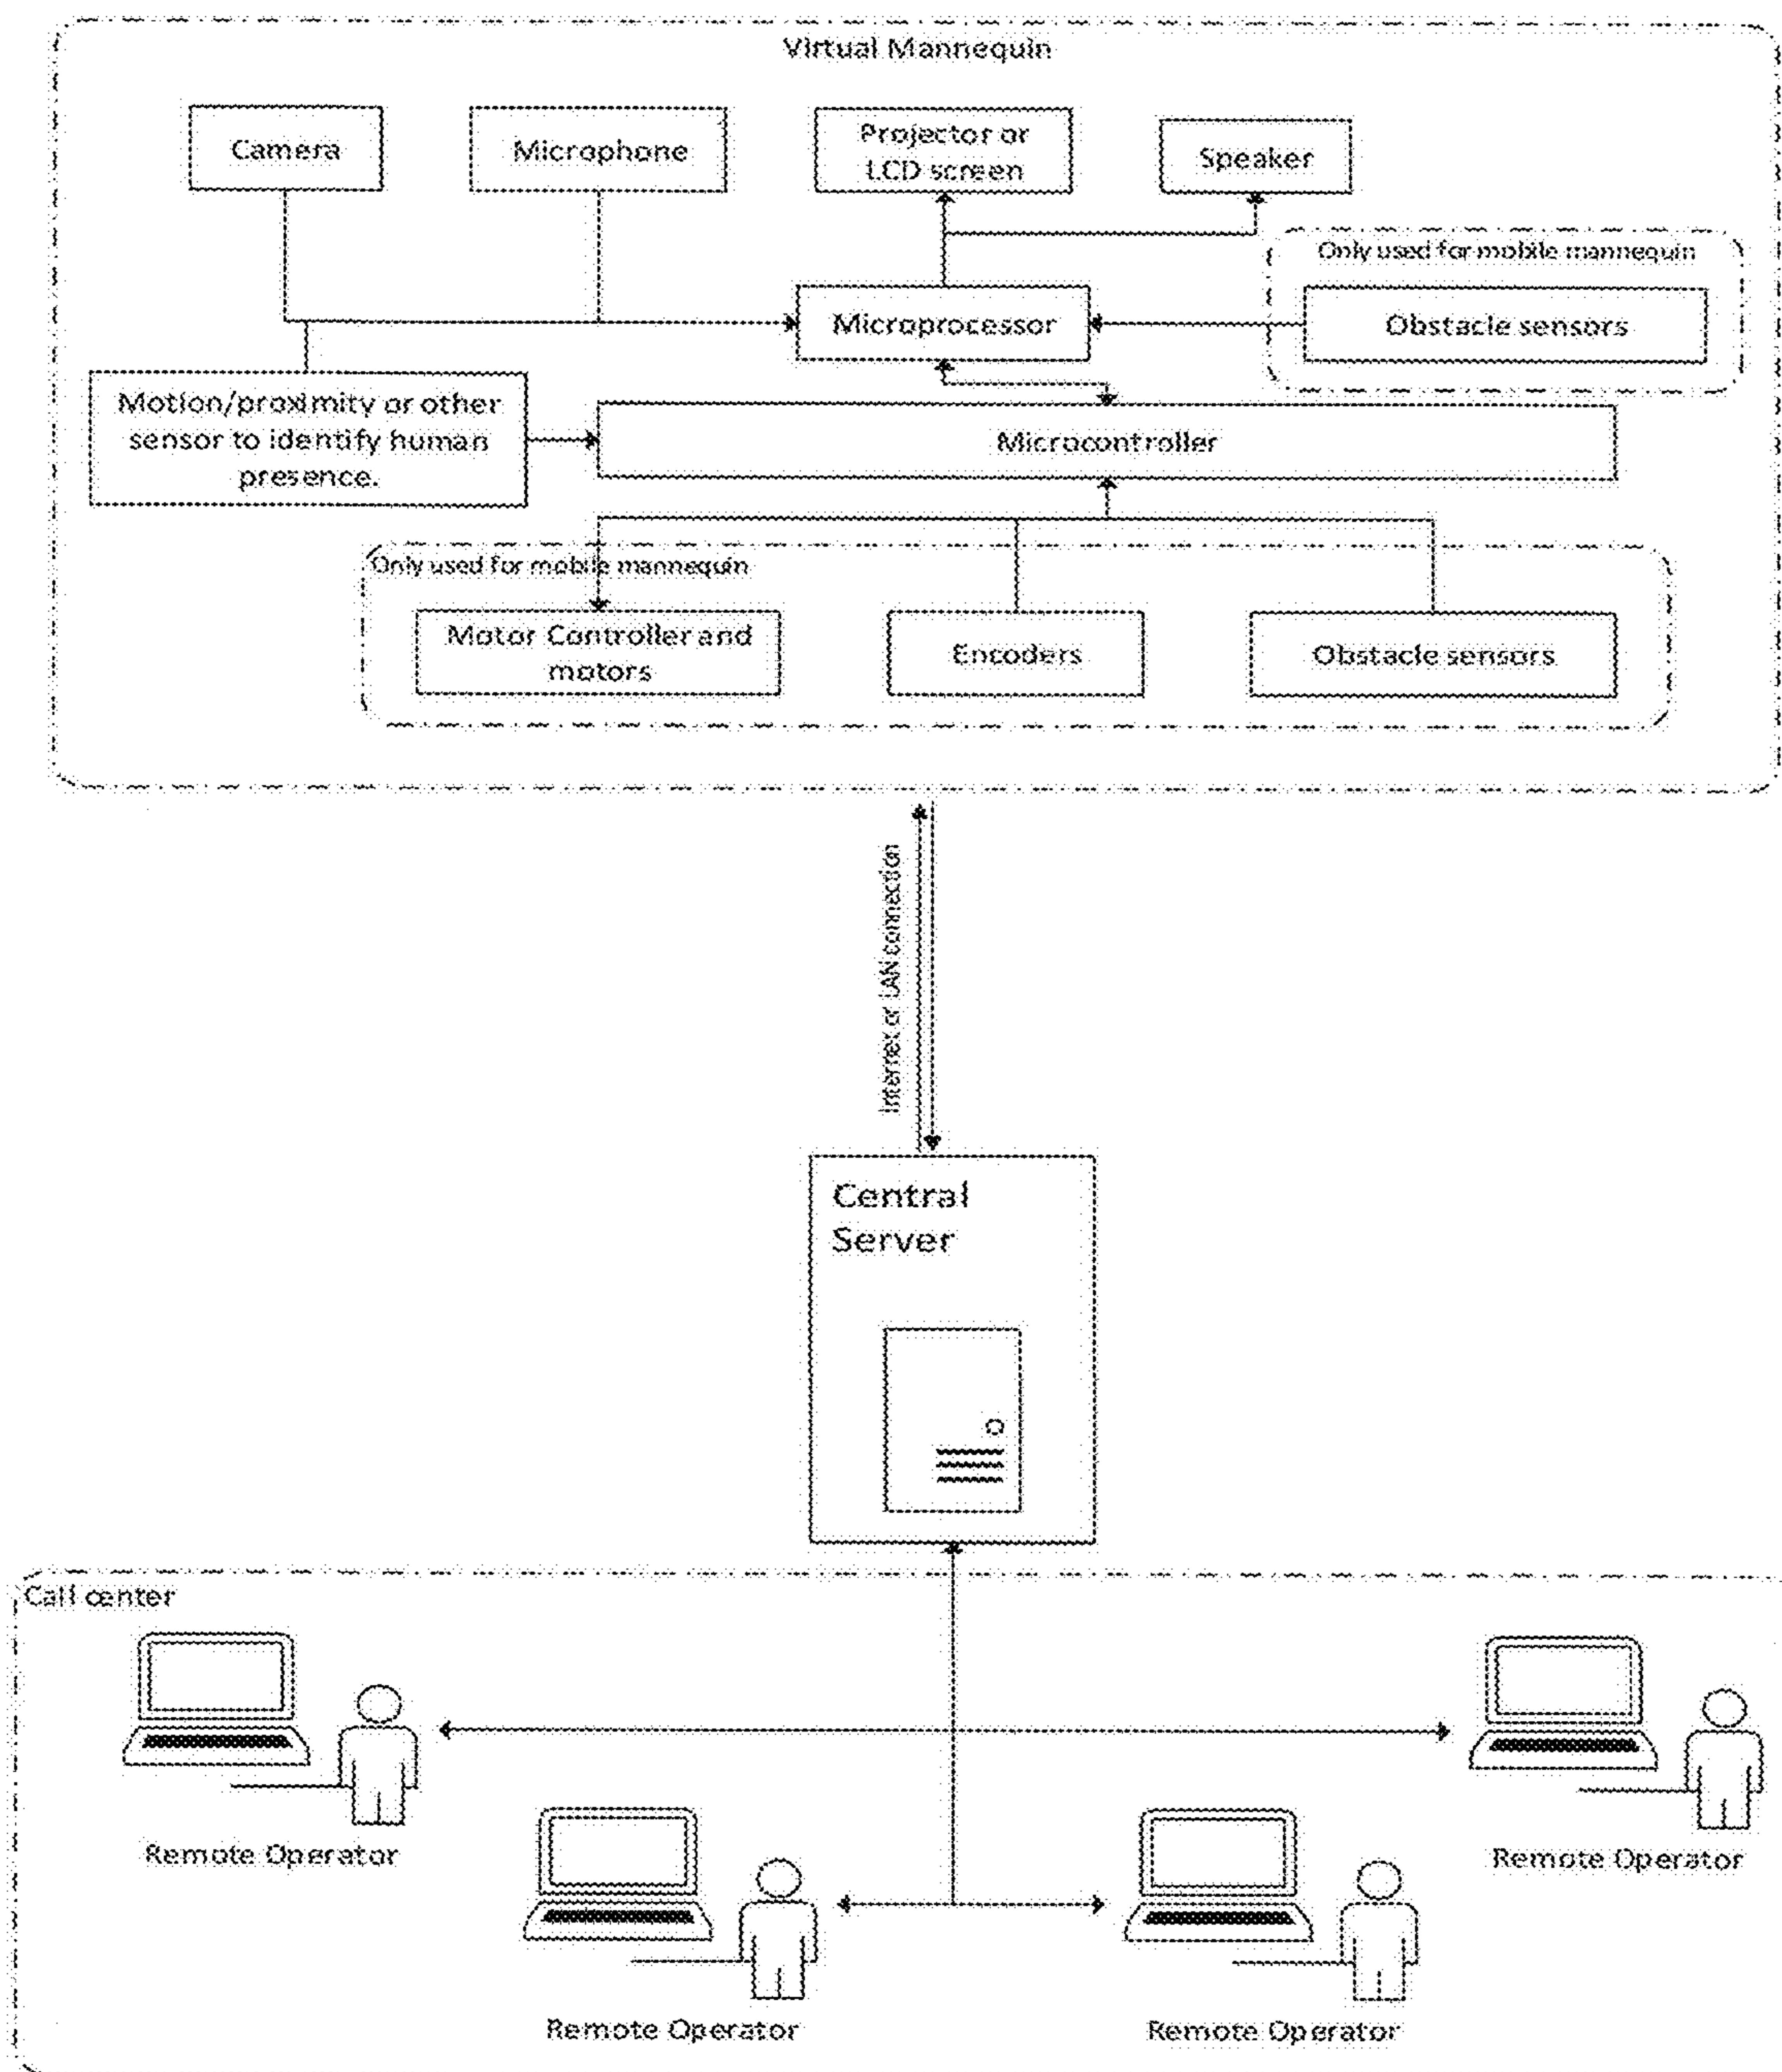 Virtual Mannequin
Camera
Microphone
Projector or
LCD screen
Speaker
Only used for mobile mannequin
Microprocessor
Obstacle sensors
Motion/proximity or other
sensor to identify human
presence.
Microcontroller
Only used for mobile mannequin
Motor Controller and
motors
Encoders
Obstacle sensors
Internet or LAN connection
Central
Server
Call center
Remote Operator
Remote Operator
Remote Operator
Remote Operator